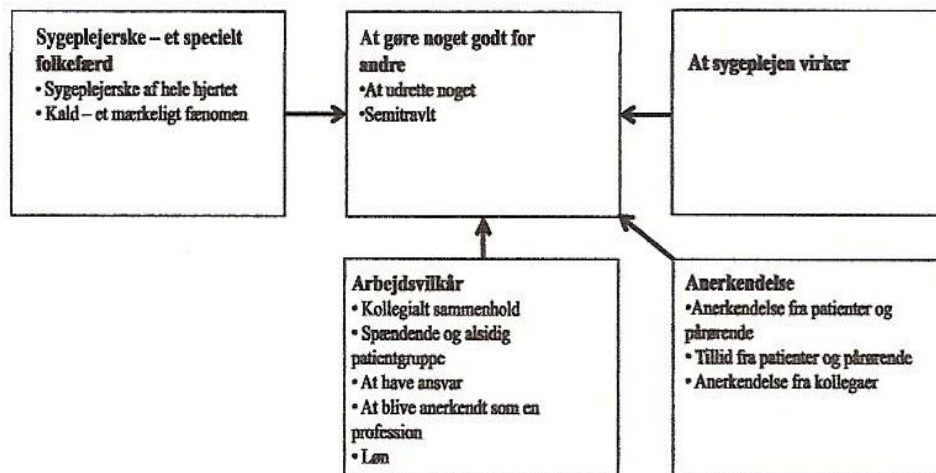 Sygeplejerske – et specielt
folkefærd
• Sygeplejerske af hele hjertet
• Kald – et mærkeligt fænomen
At gøre noget godt for
andre
•At udrette noget
•Semitravlt
At sygeplejen virker
Arbejdsvilkår
• Kollegialt sammenhold
• Spændende og alsidig
patientgruppe
• At have ansvar
• At blive anerkendt som en
profession
• Løn
Anerkendelse
•Anerkendelse fra patienter og
pårørende
• Tillid fra patienter og pårørende
• Anerkendelse fra kollegaer